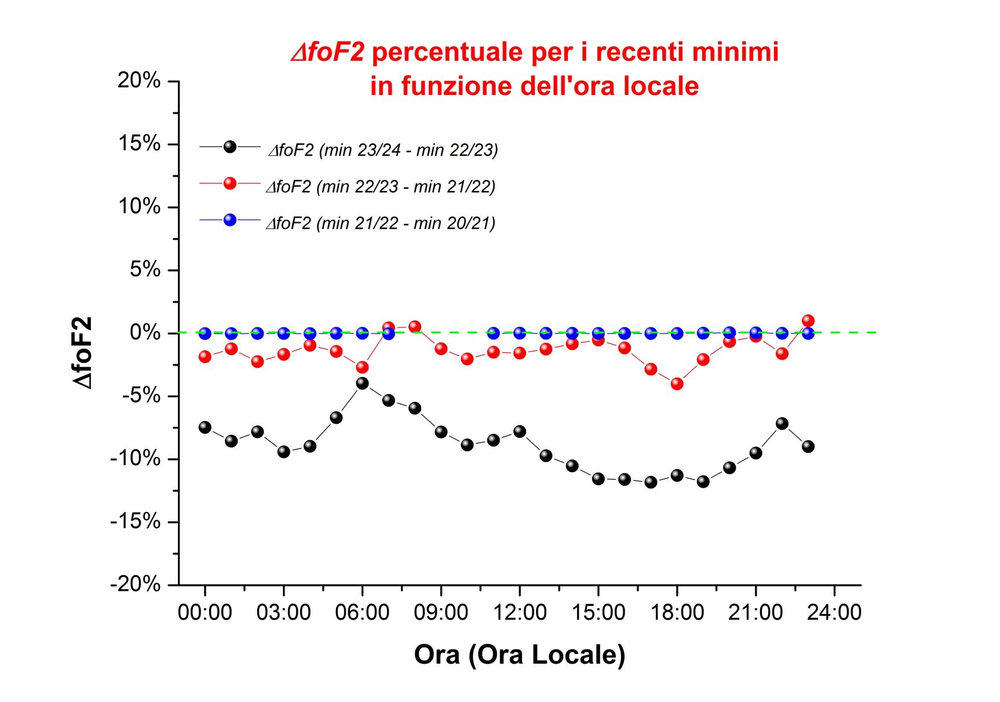 ΔfoF2 percentuale per i recenti minimi
in funzione dell'ora locale
20%
15%
10%
5%
0%
-5%
-10%
-15%
-20%
ΔfoF2 (min 23/24 - min 22/23)
ΔfoF2 (min 22/23 - min 21/22)
ΔfoF2 (min 21/22 - min 20/21)
ΔfoF2
00:00 03:00 06:00 09:00 12:00 15:00 18:00 21:00 24:00
Ora (Ora Locale)